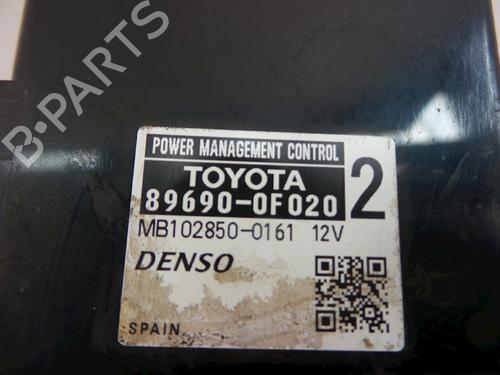 B-PARTS
POWER MANAGEMENT CONTROL
TOYOTA
89690-0F020
2
MB102850-0161 12V
DENSO
SPAIN